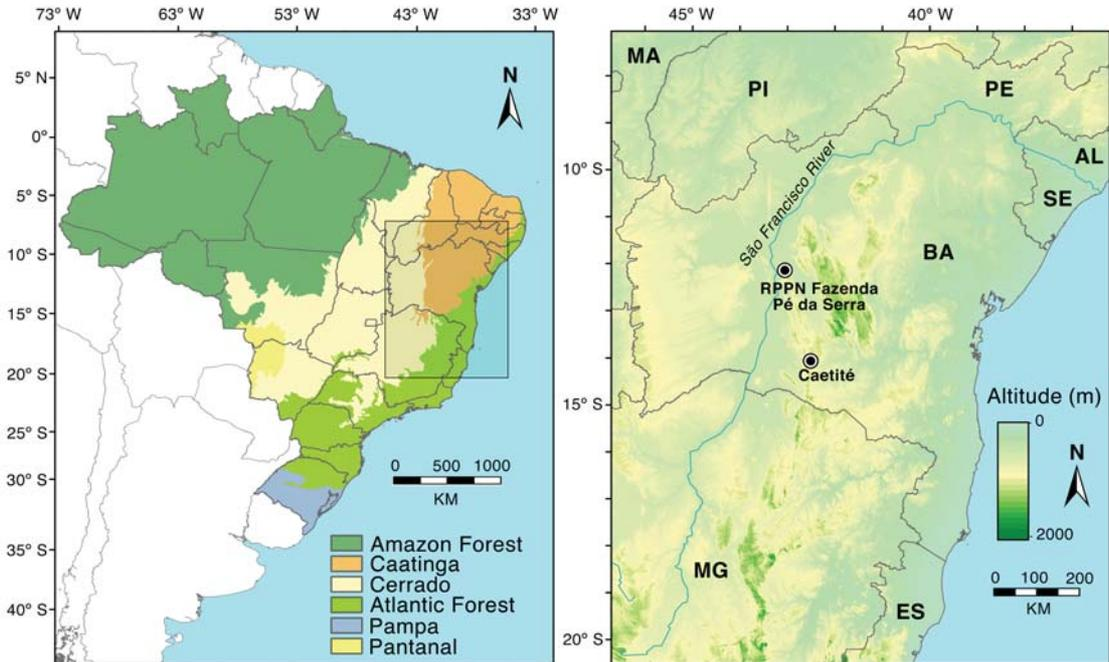 73° W 63° W 53° W 43° W 33° W
5° N
0°
5° S
10° S
15° S
20° S
25° S
30° S
35° S
40° S
N
0 500 1000
KM
Amazon Forest
Caatinga
Cerrado
Atlantic Forest
Pampa
Pantanal
45° W 40° W
10° S
15° S
20° S
MA
PI
PE
AL
SE
BA
São Francisco River
RPPN Fazenda
Pé da Serra
Caetité
MG
ES
Altitude (m)
0
2000
N
0 100 200
KM